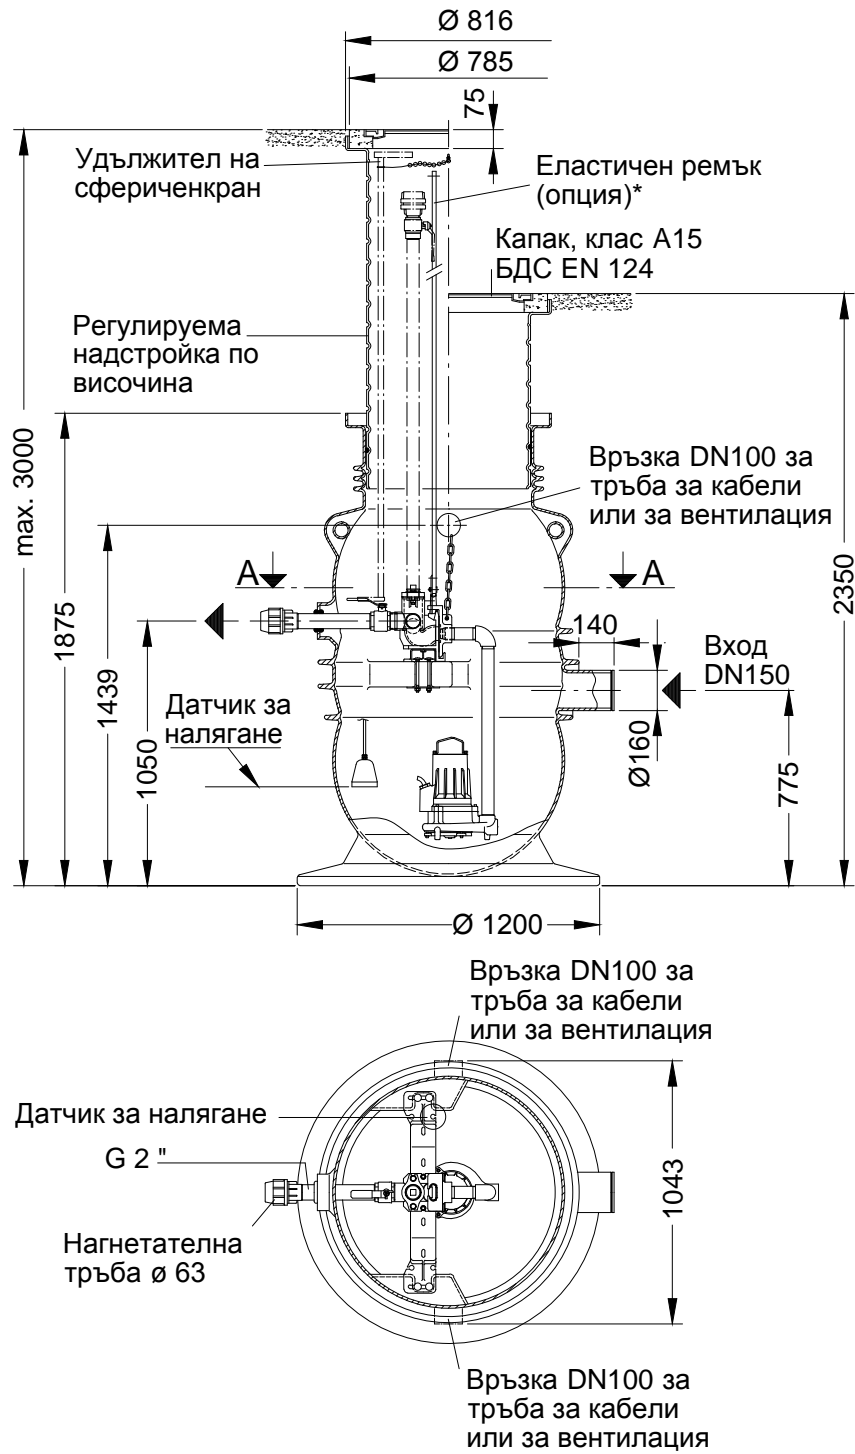 Ø 816
Ø 785
75
Удължител на
сфериченкран
Еластичен ремък
(опция)*
Капак, клас A15
БДС EN 124
Регулируема
надстройка по
височина
max. 3000
1875
1439
1050
Връзка DN100 за
тръба за кабели
или за вентилация
2350
A
A
140
Вход
DN150
Ø160
775
Датчик за
налягане
Ø 1200
Връзка DN100 за
тръба за кабели
или за вентилация
Датчик за налягане
G 2 "
1043
Нагнетателна
тръба ø 63
Връзка DN100 за
тръба за кабели
или за вентилация